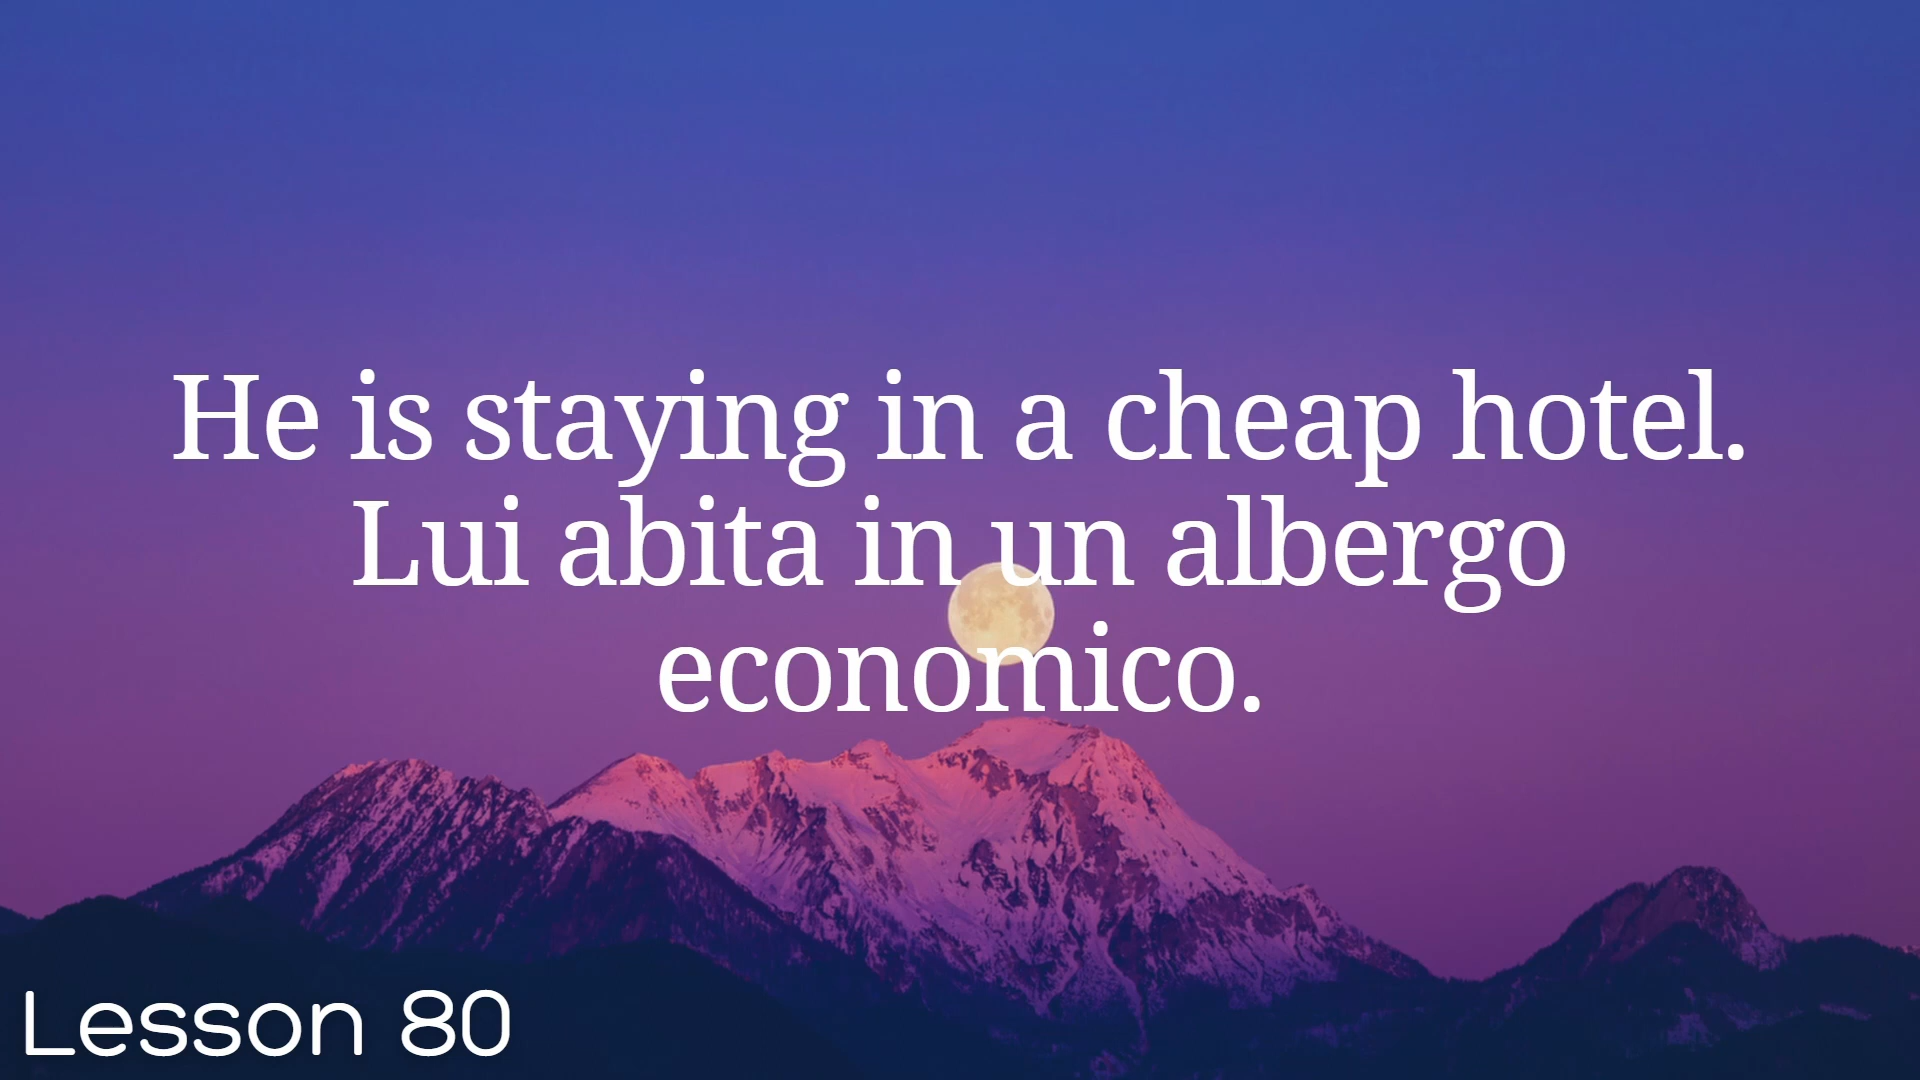 He is staying in a cheap hotel.
Lui abita in un albergo
economico.
Lesson 80